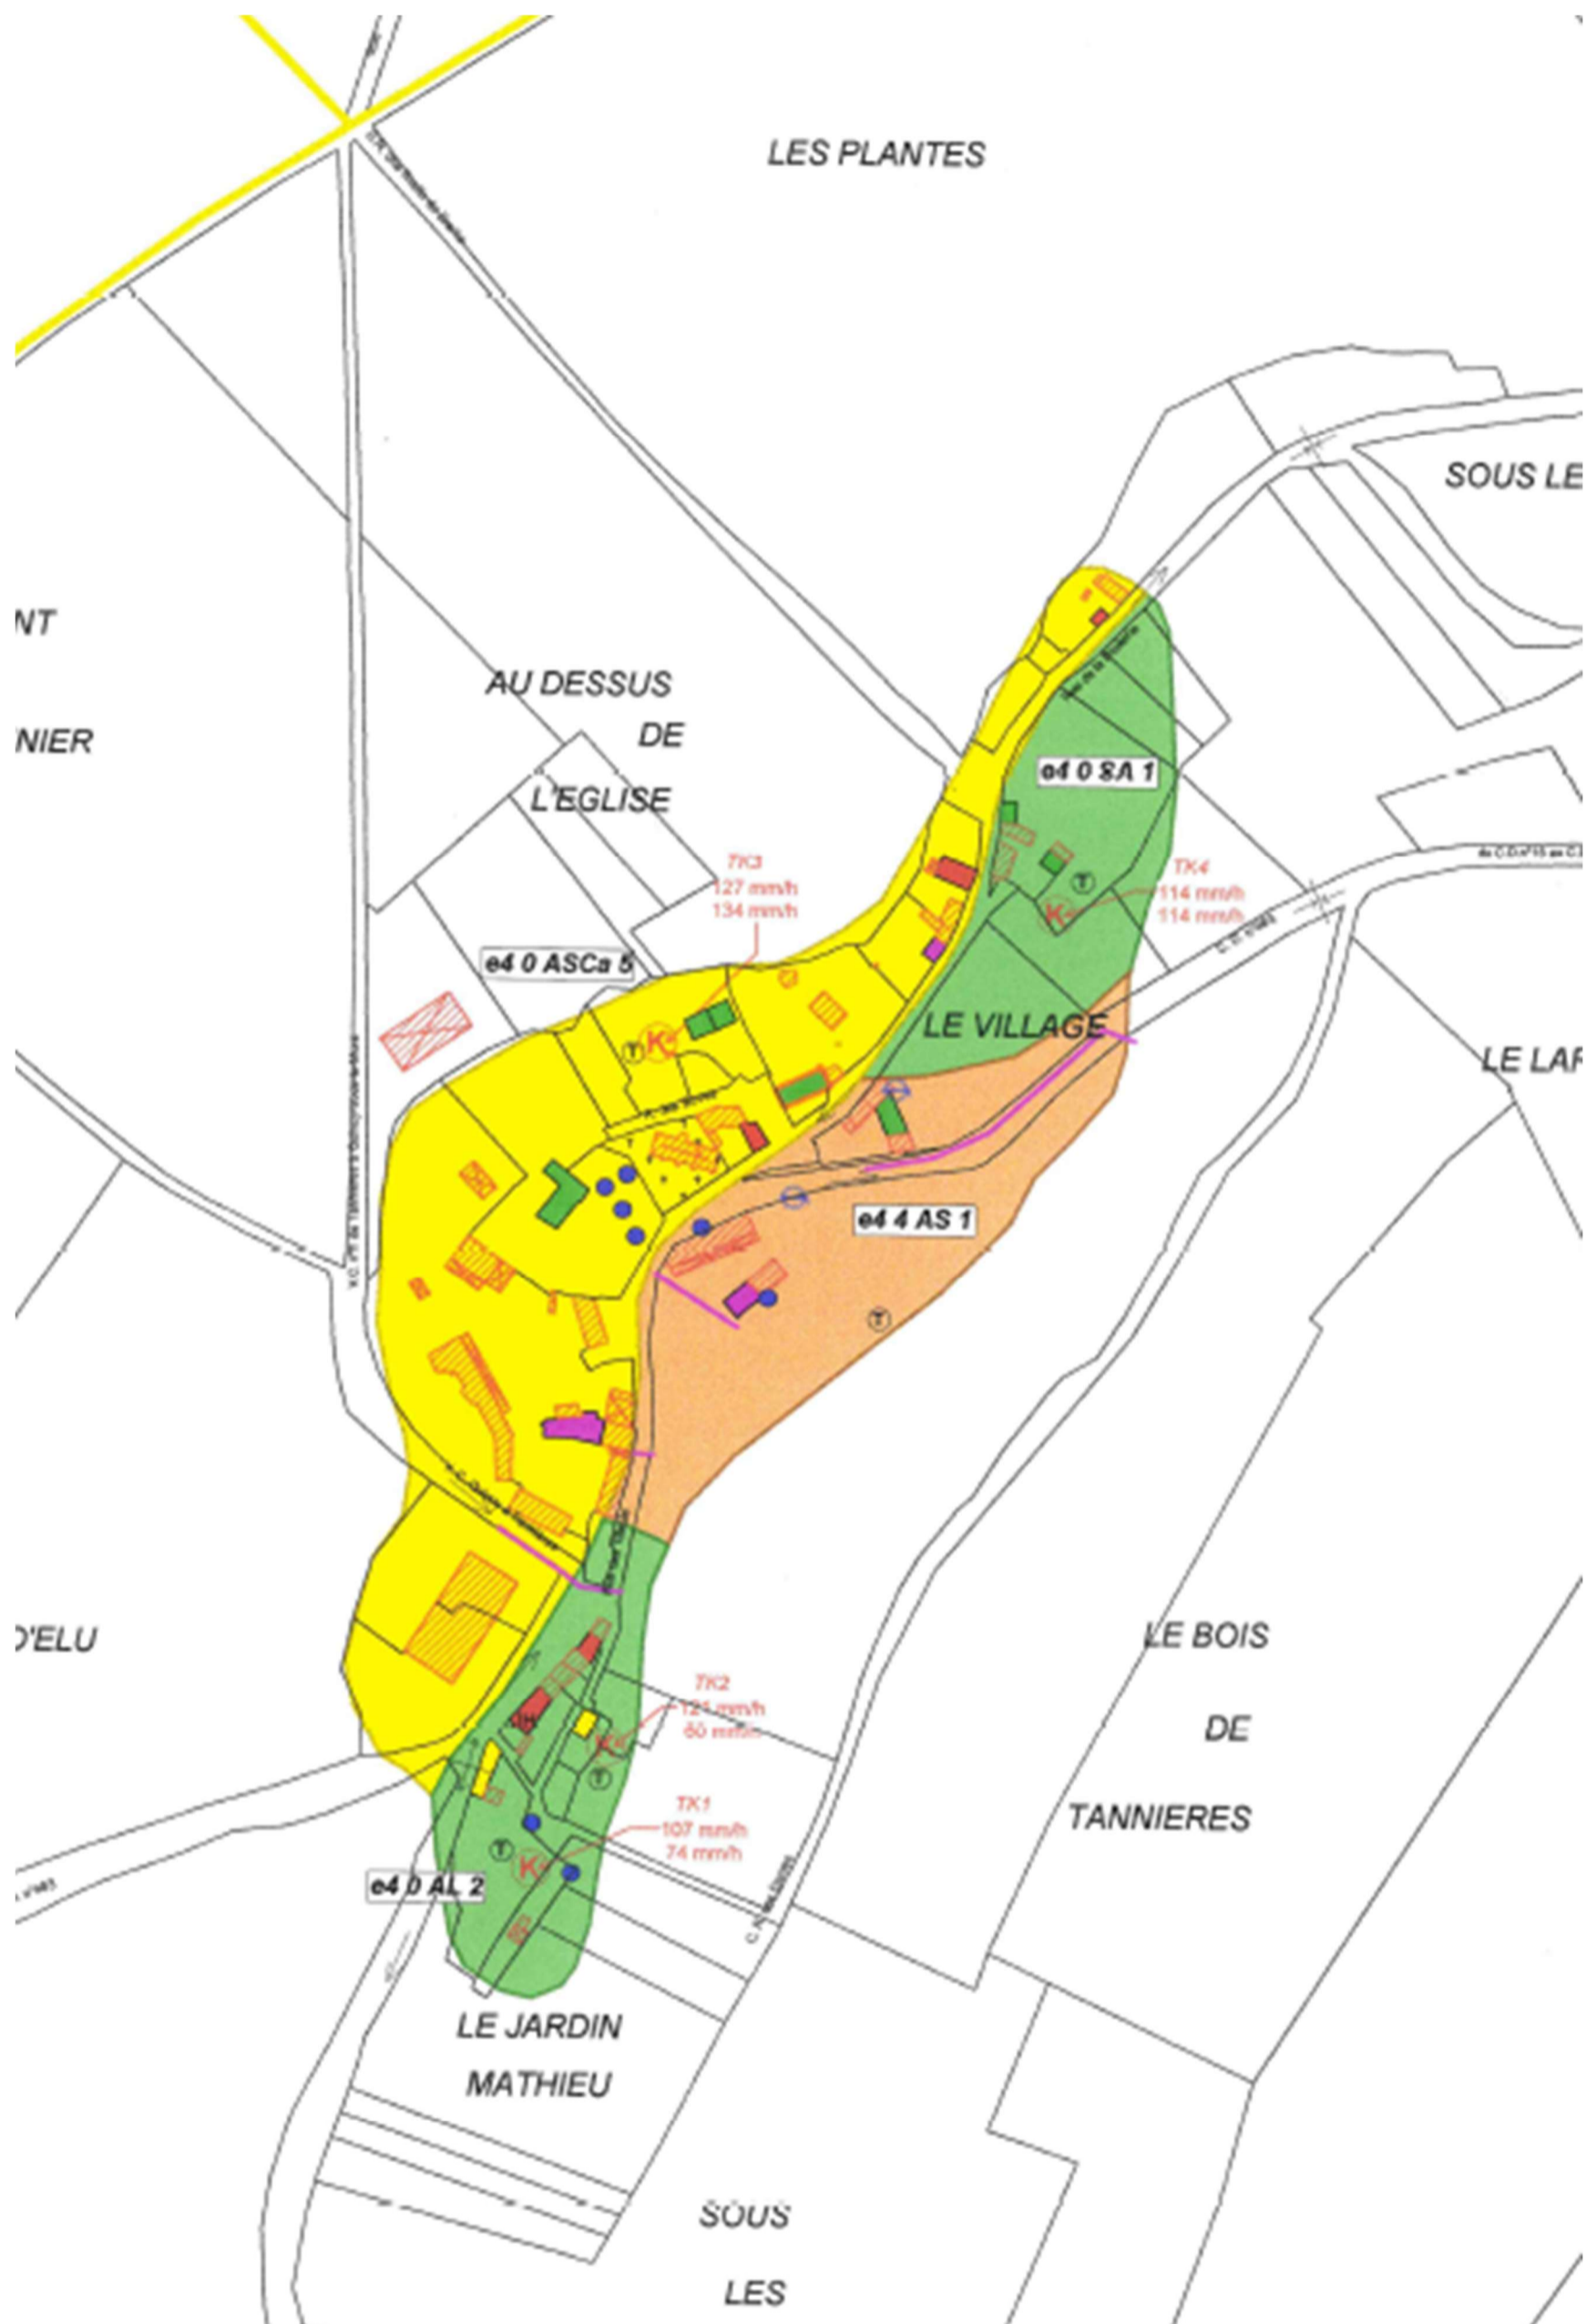 LES PLANTES
SOUS LE
NT
AU DESSUS
DE
NIER
L'EGLISE
e4 0 SA 1
TK3
127 mm/h
134 mm/h
TK4
114 mm/h
114 mm/h
e4 0 ASCa 5
T
K
T
K
LE VILLAGE
LE LAR
e4 4 AS 1
T
D'ELU
LE BOIS
DE
TANNIERES
TK2
K
T
TK1
107 mm/h
74 mm/h
T
K
e4 0 AL 2
LE JARDIN
MATHIEU
SOUS
LES